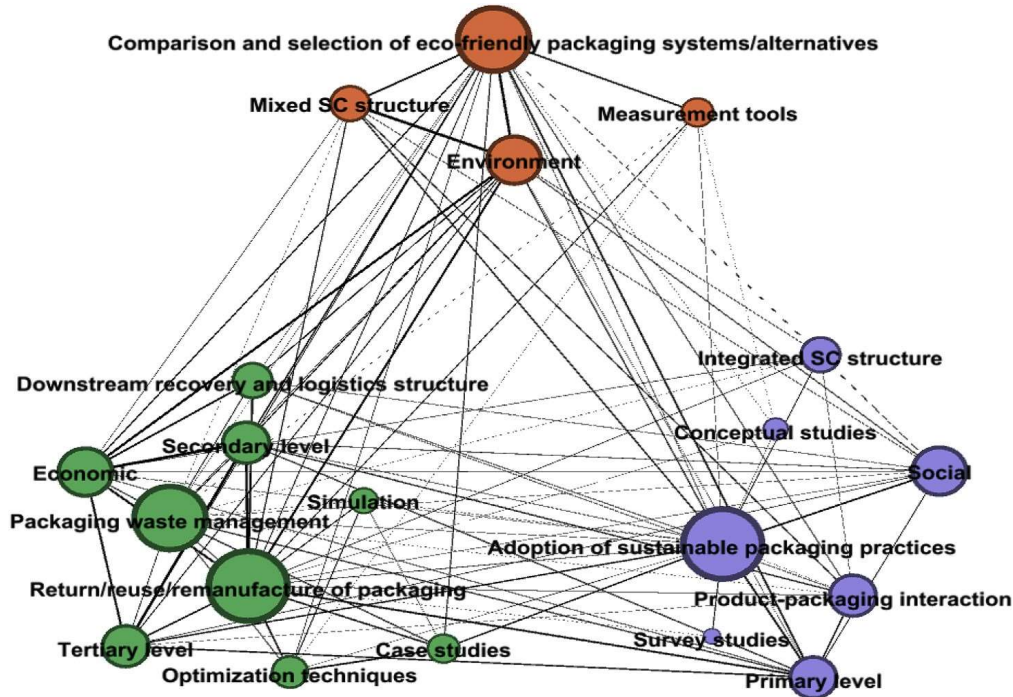 Comparison and selection of eco-friendly packaging systems/alternatives
Mixed SC structure
Measurement tools
Environment
Integrated SC structure
Downstream recovery and logistics structure
Conceptual studies
Secondary level
Economic
Social
Simulation
Packaging waste management
Adoption of sustainable packaging practices
Return/reuse/remanufacture of packaging
Product-packaging interaction
Survey studies
Tertiary level
Case studies
Optimization techniques
Primary level